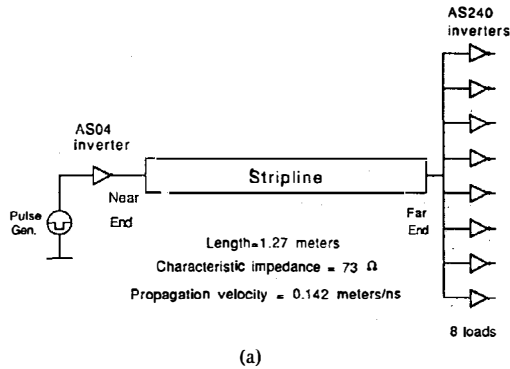 AS240
inverters
AS04
inverter
Stripline
Near
End
Far
End
Pulse
Gen.
Length=1.27 meters
Characteristic impedance = 73 Ω
Propagation velocity = 0.142 meters/ns
8 loads
(a)